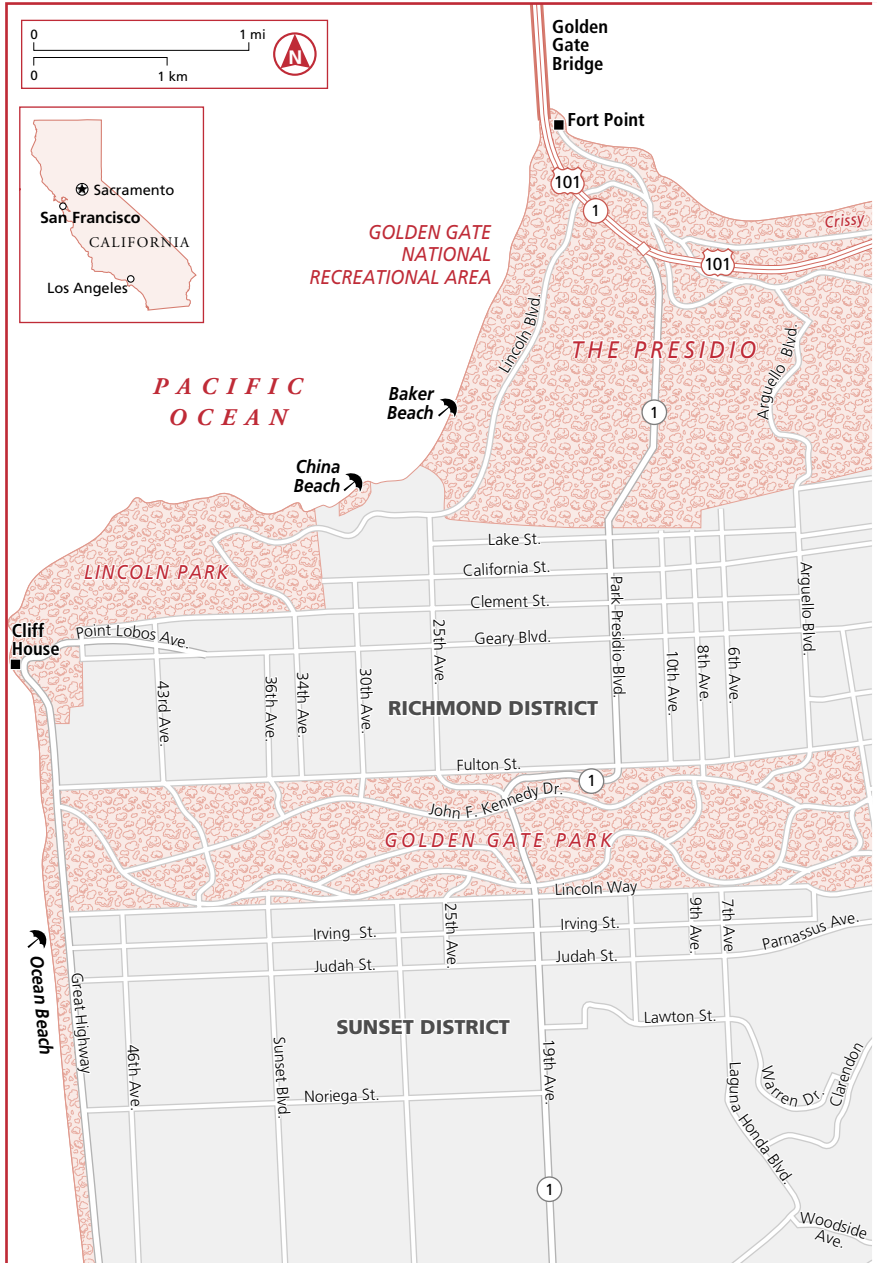 0
1 mi
0
1 km
N
Golden
Gate
Bridge
Fort Point
101
1
Crissy
101
Sacramento
San Francisco
CALIFORNIA
Los Angeles
GOLDEN GATE
NATIONAL
RECREATIONAL AREA
Lincoln Blvd.
THE PRESIDIO
Arguello Blvd.
PACIFIC
OCEAN
Baker
Beach
1
China
Beach
Lake St.
California St.
LINCOLN PARK
Clement St.
Park Presidio Blvd.
Arguello Blvd.
Cliff
House
Point Lobos Ave.
Geary Blvd.
25th Ave.
43rd Ave.
36th Ave.
34th Ave.
30th Ave.
10th Ave.
8th Ave.
6th Ave.
RICHMOND DISTRICT
Fulton St.
1
John F. Kennedy Dr.
GOLDEN GATE PARK
Lincoln Way
Irving St.
25th Ave.
Irving St.
9th Ave.
7th Ave
Parnassus Ave.
Judah St.
Judah St.
Ocean Beach
Great Highway
SUNSET DISTRICT
Lawton St.
46th Ave.
Sunset Blvd.
19th Ave.
Noriega St.
Laguna Honda Blvd.
Warren Dr.
Clarendon
1
Woodside
Ave.